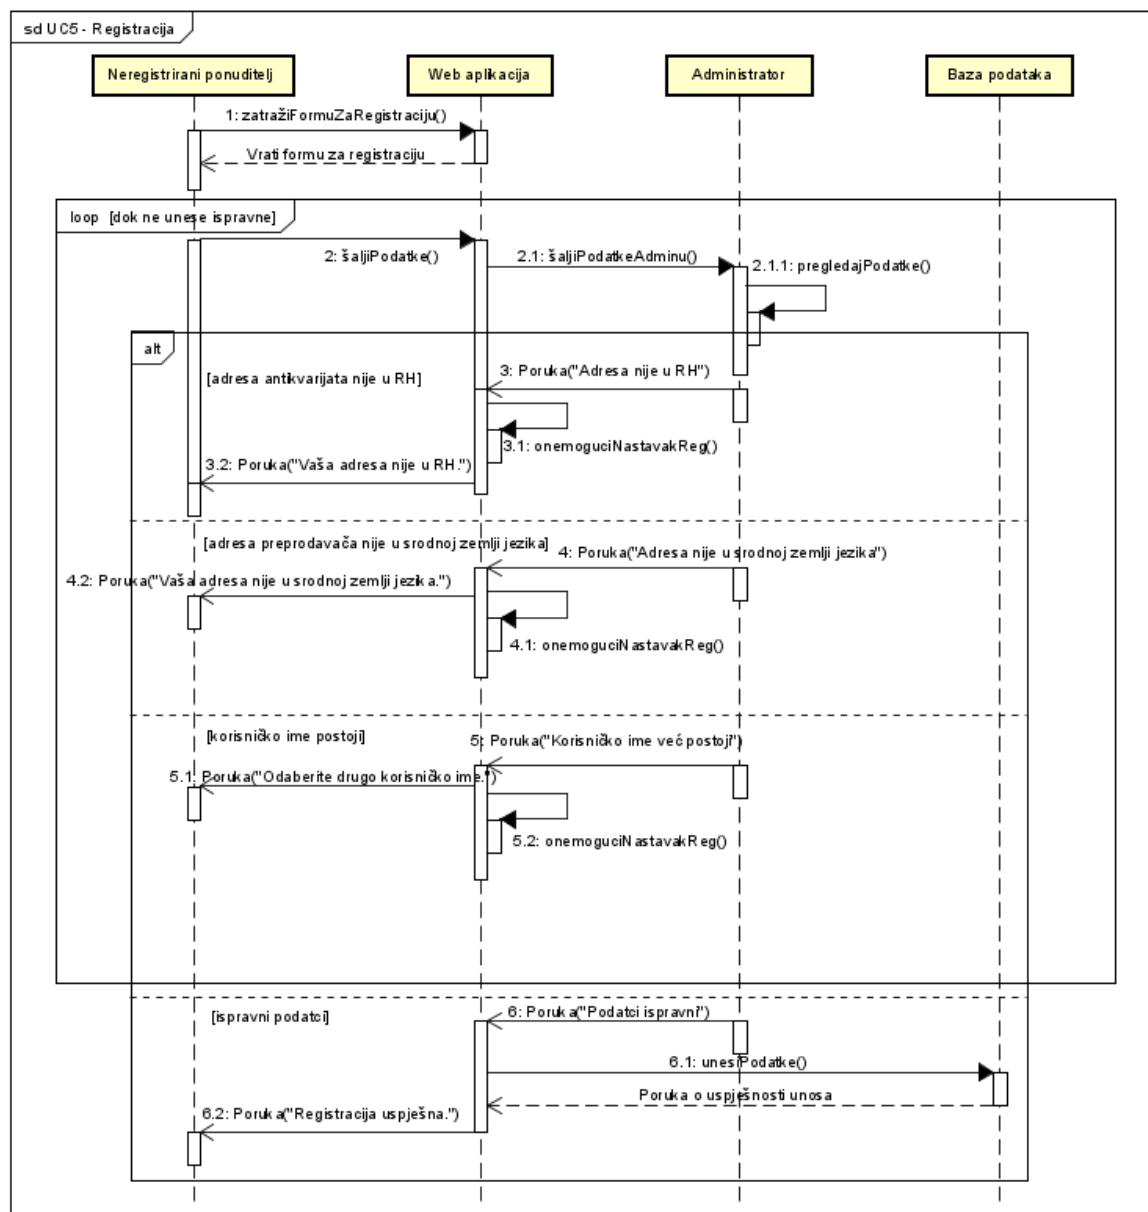 sd UC5 - Registracija
Neregistrirani ponuditelj
Web aplikacija
Administrator
Baza podataka
1: zatražiFormuZaRegistraciju()
Vrati formu za registraciju
loop [dok ne unese ispravne]
2: šaljiPodatke()
2.1: šaljiPodatkeAdminu()
2.1.1: pregledajPodatke()
alt
[adresa antikvarijata nije u RH]
3: Poruka("Adresa nije u RH")
3.1: onemoguciNastavakReg()
3.2: Poruka("Vaša adresa nije u RH.")
[adresa preprodavača nije u srodnoj zemlji jezika]
4: Poruka("Adresa nije u srodnoj zemlji jezika")
4.2: Poruka("Vaša adresa nije u srodnoj zemlji jezika.")
4.1: onemoguciNastavakReg()
[korisničko ime postoji]
5: Poruka("Korisničko ime već postoji")
5.1: Poruka("Odaberite drugo korisničko ime.")
5.2: onemoguciNastavakReg()
[ispravni podatci]
6: Poruka("Podatci ispravni")
6.1: unesiPodatke()
Poruka o uspješnosti unosa
6.2: Poruka("Registracija uspješna.")